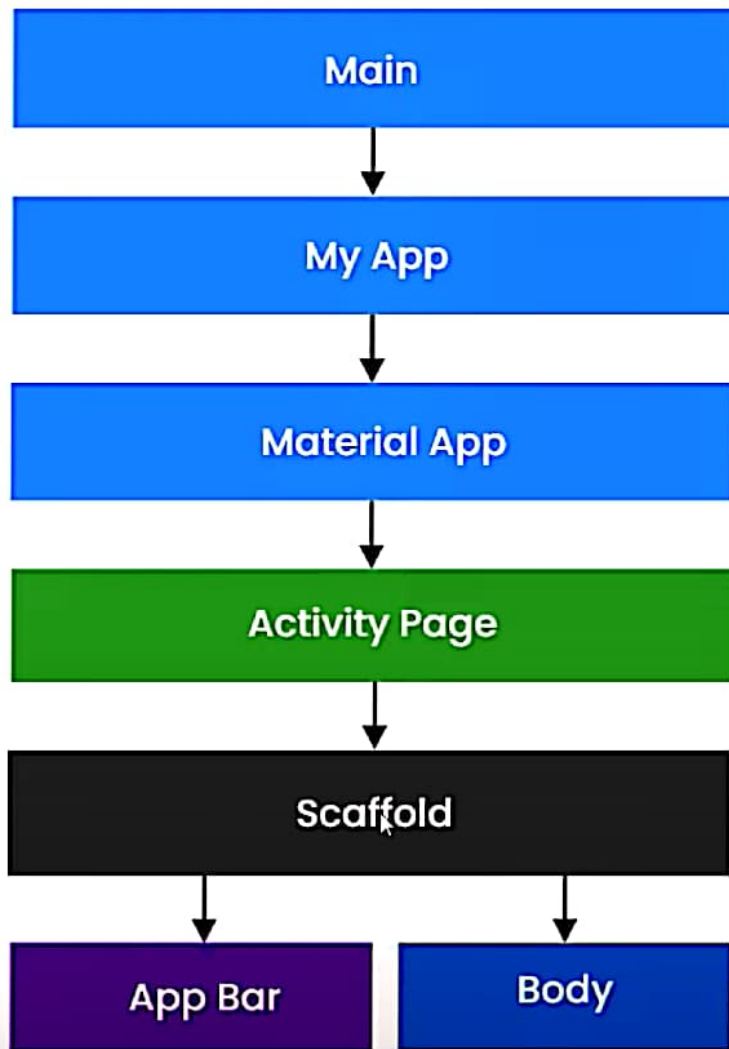 Main
My App
Material App
Activity Page
Scaffold
App Bar
Body